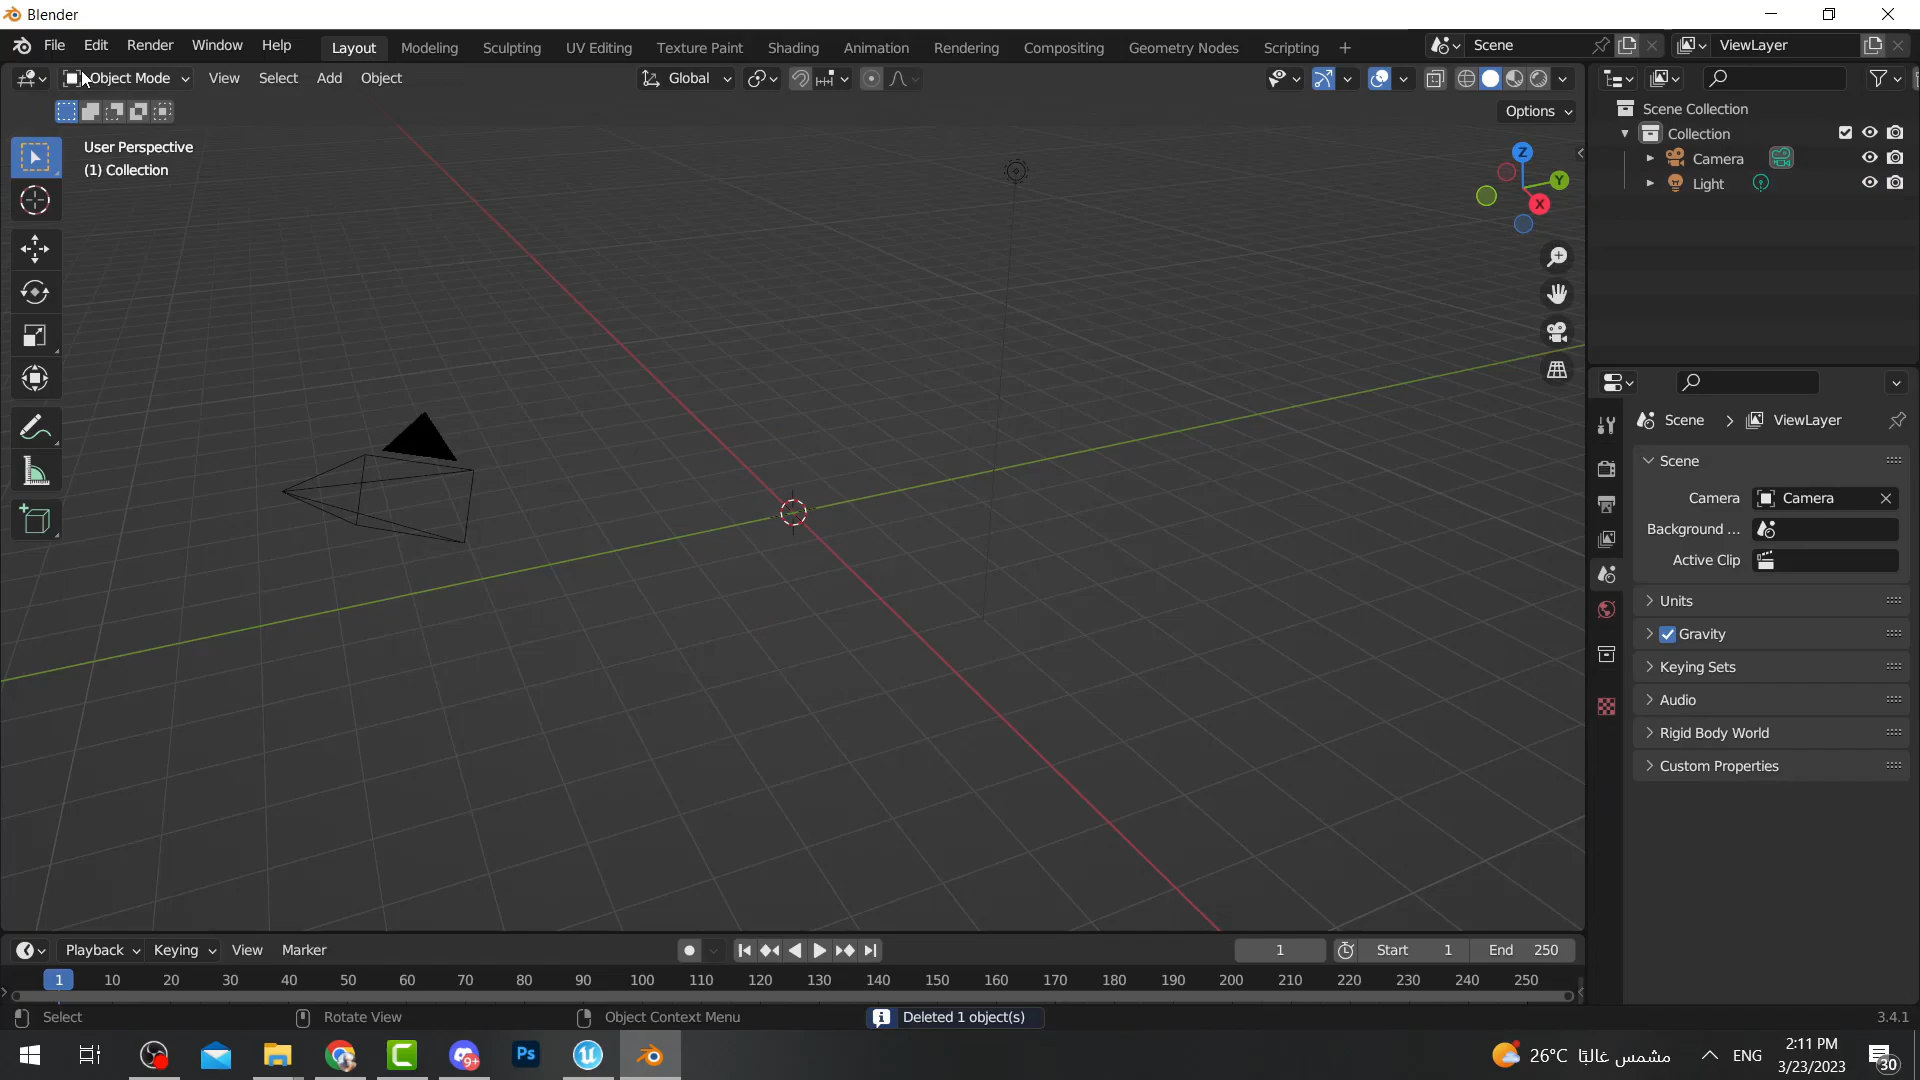 Blender
File Edit Render Window Help Layout Modeling Sculpting UV Editing Texture Paint Shading Animation Rendering Compositing Geometry Nodes Scripting + Scene ViewLayer
Object Mode View Select Add Object Global
Options
User Perspective
(1) Collection
Z
Y
X
Scene Collection
Collection
Camera
Light
Scene > ViewLayer
Scene
Camera Camera
Background ...
Active Clip
Units
Gravity
Keying Sets
Audio
Rigid Body World
Custom Properties
Playback Keying View Marker 1 Start 1 End 250
1 10 20 30 40 50 60 70 80 90 100 110 120 130 140 150 160 170 180 190 200 210 220 230 240 250
Select Rotate View Object Context Menu Deleted 1 object(s) 3.4.1
9+ Ps 26°C مشمس غالبًا ENG 2:11 PM
3/23/2023
30